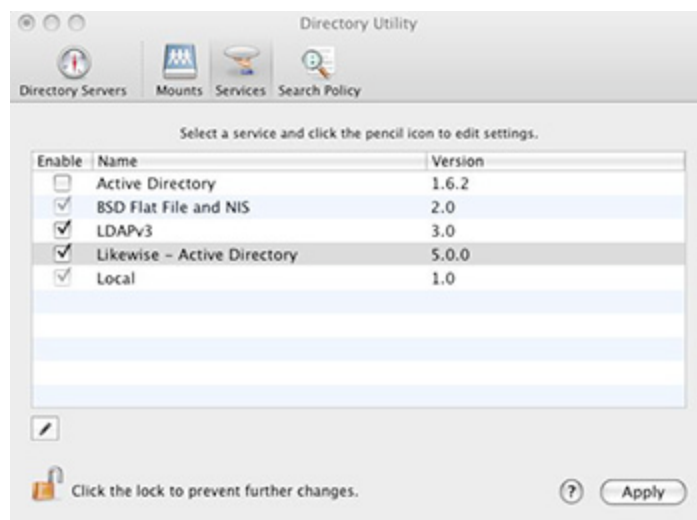 Directory Utility
Directory Servers Mounts Services Search Policy
Select a service and click the pencil icon to edit settings.
Enable Name Version
Active Directory 1.6.2
BSD Flat File and NIS 2.0
LDAPv3 3.0
Likewise – Active Directory 5.0.0
Local 1.0
Click the lock to prevent further changes. ? Apply